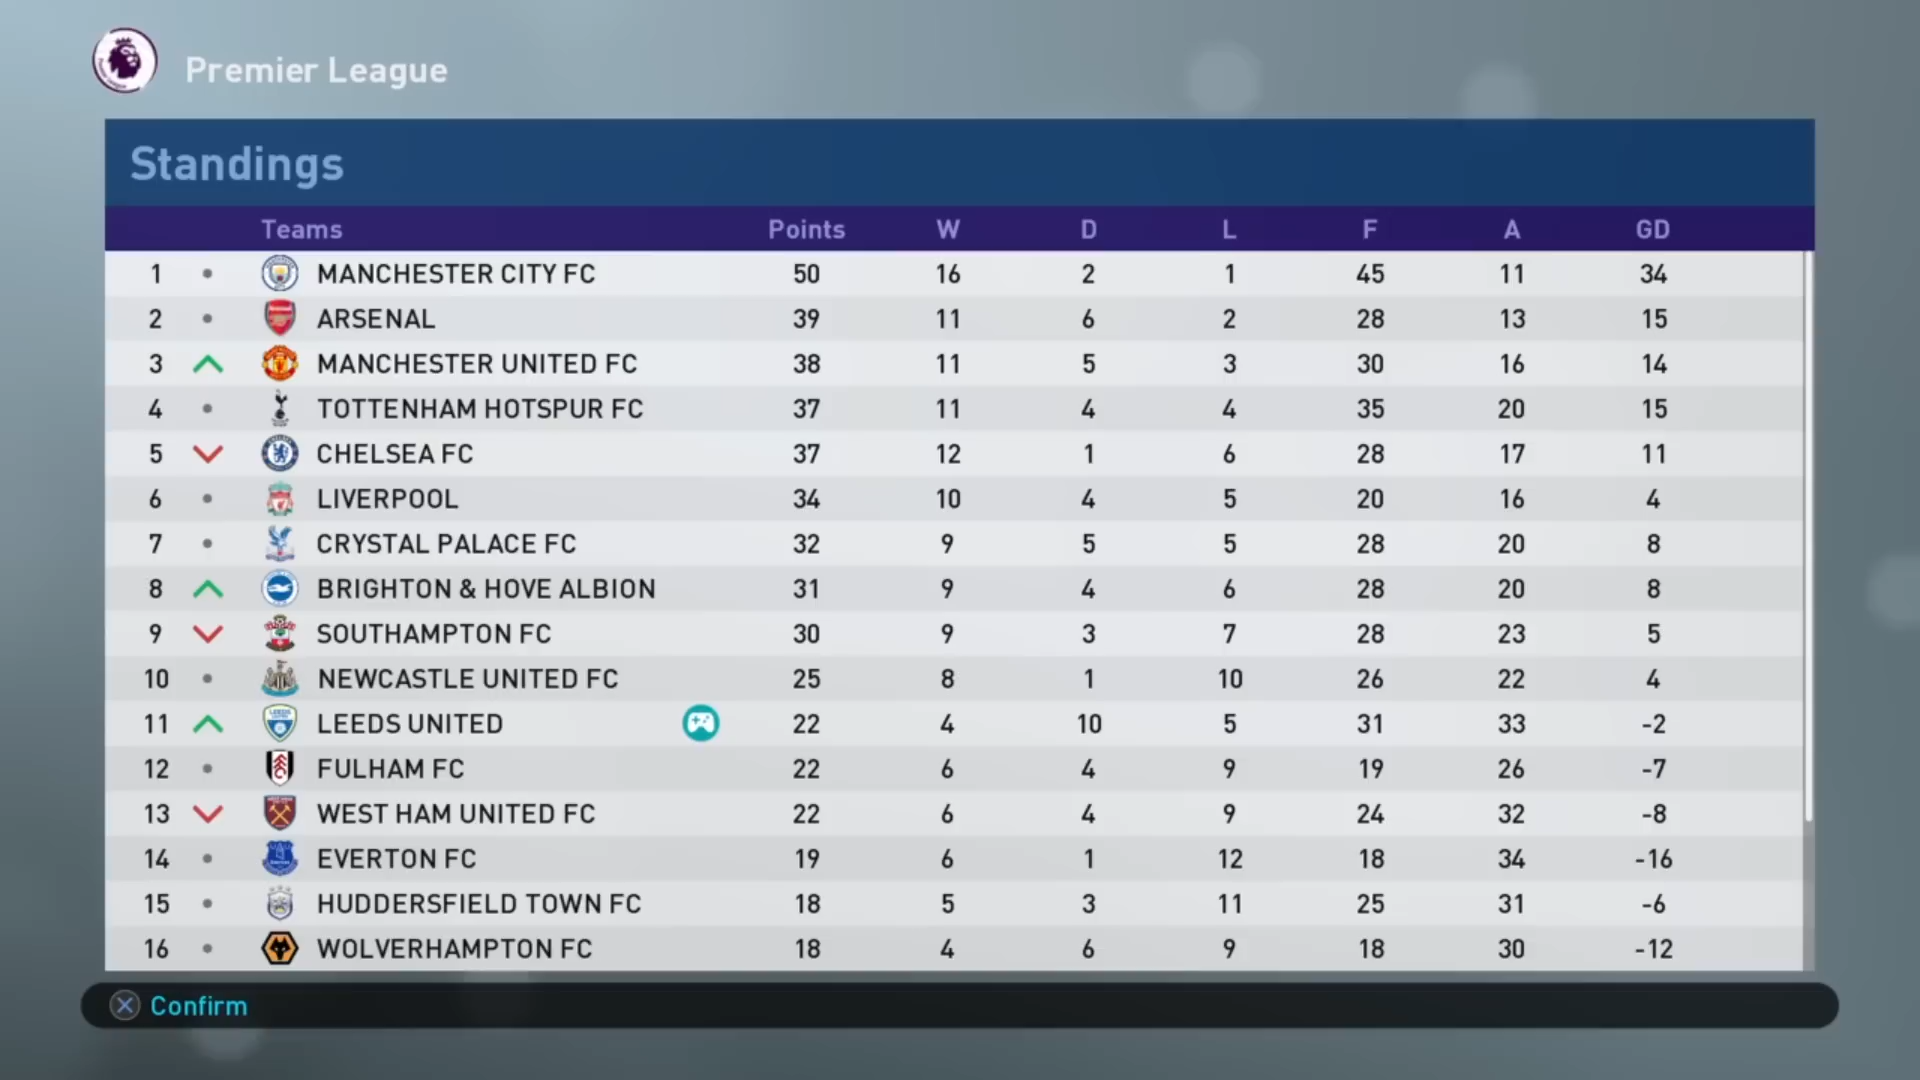 Premier League
Standings
Teams Points W D L F A GD
1 MANCHESTER CITY FC 50 16 2 1 45 11 34
2 ARSENAL 39 11 6 2 28 13 15
3 MANCHESTER UNITED FC 38 11 5 3 30 16 14
4 TOTTENHAM HOTSPUR FC 37 11 4 4 35 20 15
5 CHELSEA FC 37 12 1 6 28 17 11
6 LIVERPOOL 34 10 4 5 20 16 4
7 CRYSTAL PALACE FC 32 9 5 5 28 20 8
8 BRIGHTON & HOVE ALBION 31 9 4 6 28 20 8
9 SOUTHAMPTON FC 30 9 3 7 28 23 5
10 NEWCASTLE UNITED FC 25 8 1 10 26 22 4
11 LEEDS UNITED 22 4 10 5 31 33 -2
12 FULHAM FC 22 6 4 9 19 26 -7
13 WEST HAM UNITED FC 22 6 4 9 24 32 -8
14 EVERTON FC 19 6 1 12 18 34 -16
15 HUDDERSFIELD TOWN FC 18 5 3 11 25 31 -6
16 WOLVERHAMPTON FC 18 4 6 9 18 30 -12
Confirm